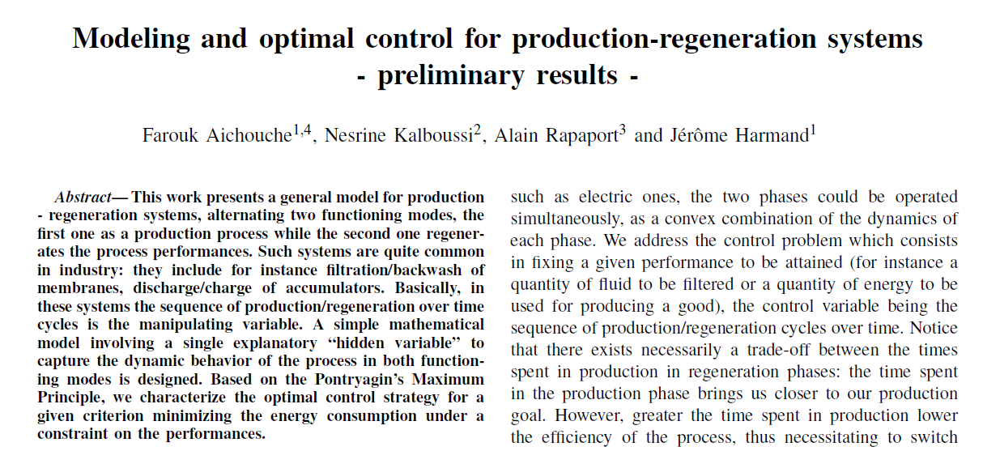 Modeling and optimal control for production-regeneration systems
- preliminary results -
Farouk Aichouche1,4, Nesrine Kalboussi2, Alain Rapaport3 and Jérôme Harmand1
Abstract— This work presents a general model for production
- regeneration systems, alternating two functioning modes, the
first one as a production process while the second one regener-
ates the process performances. Such systems are quite common
in industry: they include for instance filtration/backwash of
membranes, discharge/charge of accumulators. Basically, in
these systems the sequence of production/regeneration over time
cycles is the manipulating variable. A simple mathematical
model involving a single explanatory “hidden variable” to
capture the dynamic behavior of the process in both function-
ing modes is designed. Based on the Pontryagin’s Maximum
Principle, we characterize the optimal control strategy for a
given criterion minimizing the energy consumption under a
constraint on the performances.
such as electric ones, the two phases could be operated
simultaneously, as a convex combination of the dynamics of
each phase. We address the control problem which consists
in fixing a given performance to be attained (for instance a
quantity of fluid to be filtered or a quantity of energy to be
used for producing a good), the control variable being the
sequence of production/regeneration cycles over time. Notice
that there exists necessarily a trade-off between the times
spent in production in regeneration phases: the time spent
in the production phase brings us closer to our production
goal. However, greater the time spent in production lower
the efficiency of the process, thus necessitating to switch